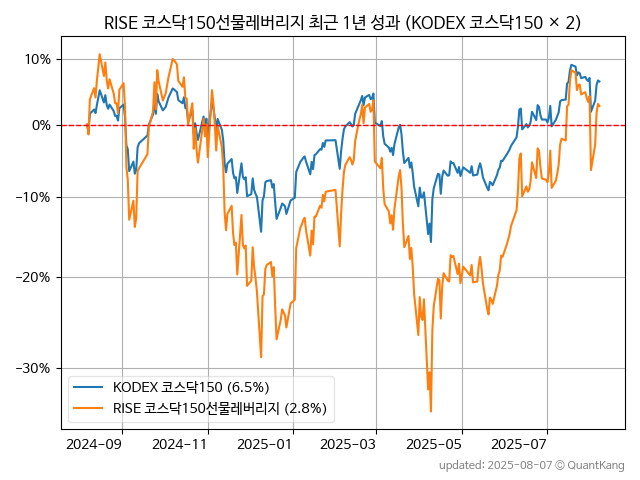 RISE 코스닥150선물레버리지 최근 1년 성과 (KODEX 코스닥150 × 2)
10%
0%
−10%
−20%
−30%
KODEX 코스닥150 (6.5%)
RISE 코스닥150선물레버리지 (2.8%)
2024-09 2024-11 2025-01 2025-03 2025-05 2025-07
updated: 2025-08-07 © QuantKang